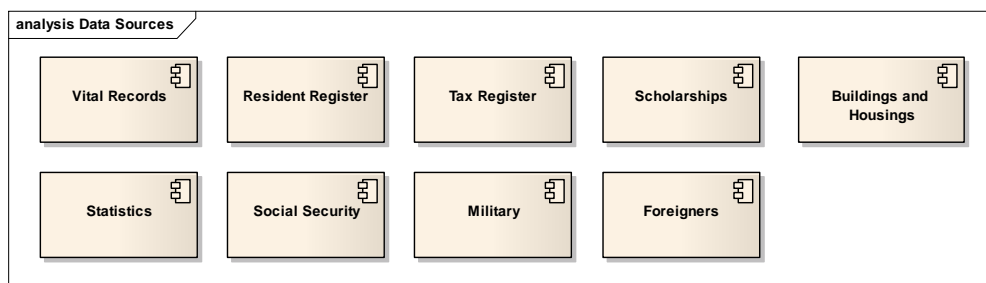 analysis Data Sources
Vital Records
Resident Register
Tax Register
Scholarships
Buildings and
Housings
Statistics
Social Security
Military
Foreigners